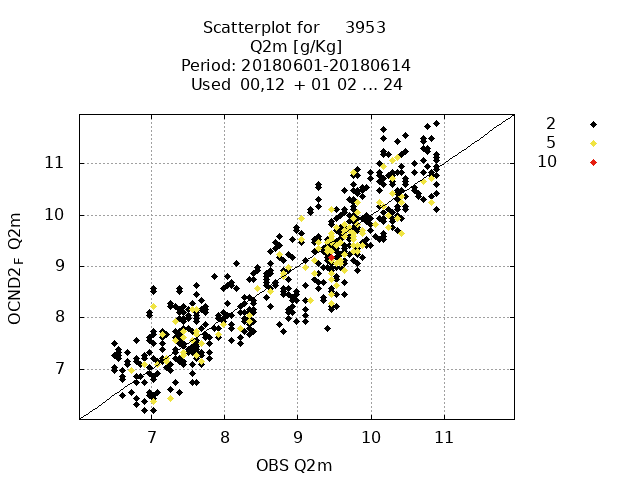 Scatterplot for 3953
Q2m [g/Kg]
Period: 20180601-20180614
Used 00,12 + 01 02 ... 24
2
5
10
11
10
9
8
7
OCND2F Q2m
7 8 9 10 11
OBS Q2m